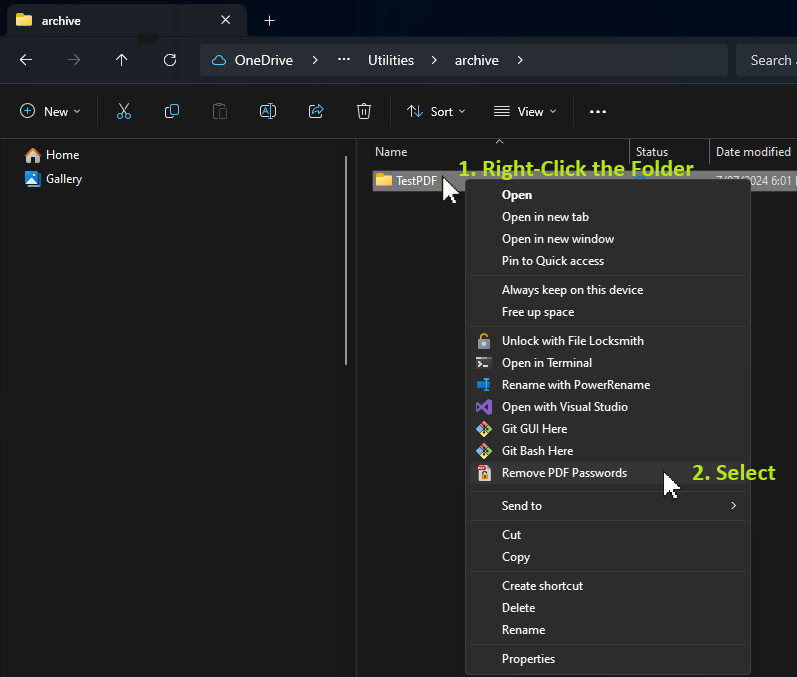 archive
OneDrive > ... Utilities > archive >
Search
New
Sort
View
...
Home
Gallery
Name
Status
Date modified
1. Right-Click the Folder
TestPDF
7/07/2024 6:01
Open
Open in new tab
Open in new window
Pin to Quick access
Always keep on this device
Free up space
Unlock with File Locksmith
Open in Terminal
Rename with PowerRename
Open with Visual Studio
Git GUI Here
Git Bash Here
Remove PDF Passwords
2. Select
Send to >
Cut
Copy
Create shortcut
Delete
Rename
Properties